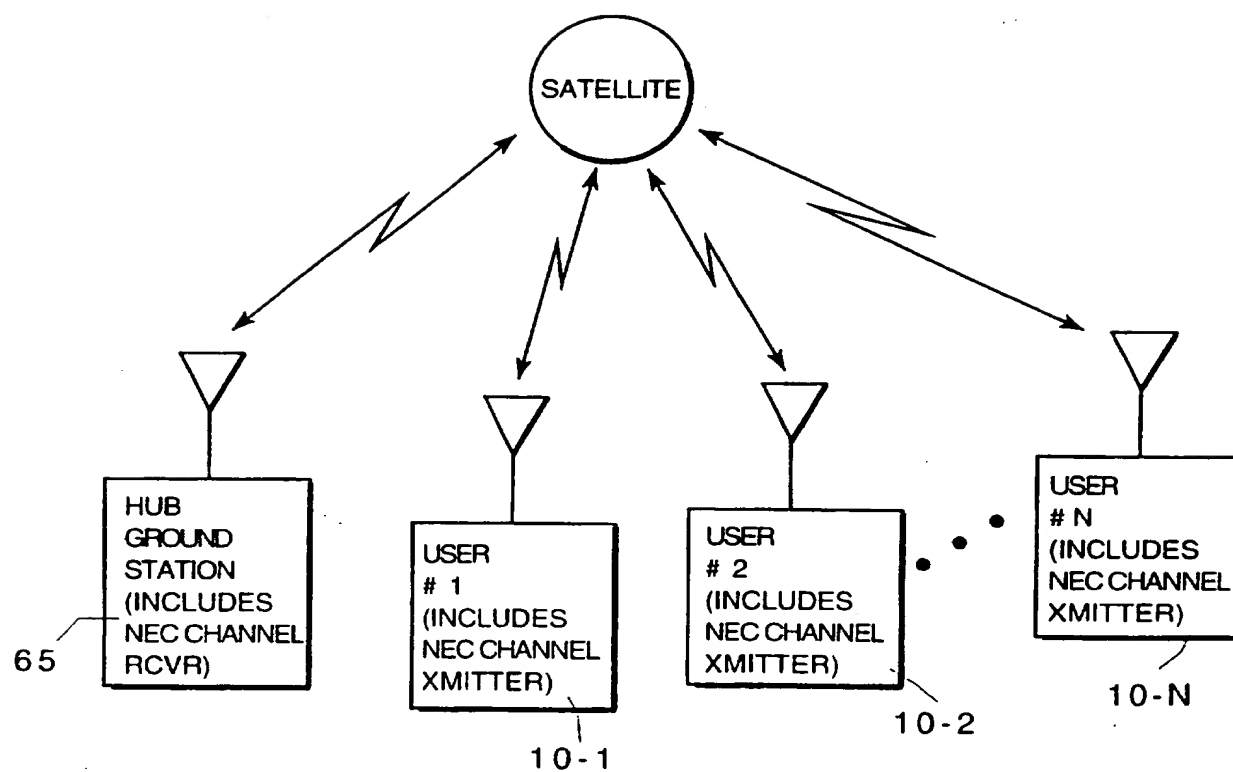 SATELLITE
HUB
GROUND
STATION
(INCLUDES
NEC CHANNEL
RCVR)
65
USER
# 1
(INCLUDES
NEC CHANNEL
XMITTER)
10-1
USER
# 2
(INCLUDES
NEC CHANNEL
XMITTER)
10-2
USER
# N
(INCLUDES
NEC CHANNEL
XMITTER)
10-N